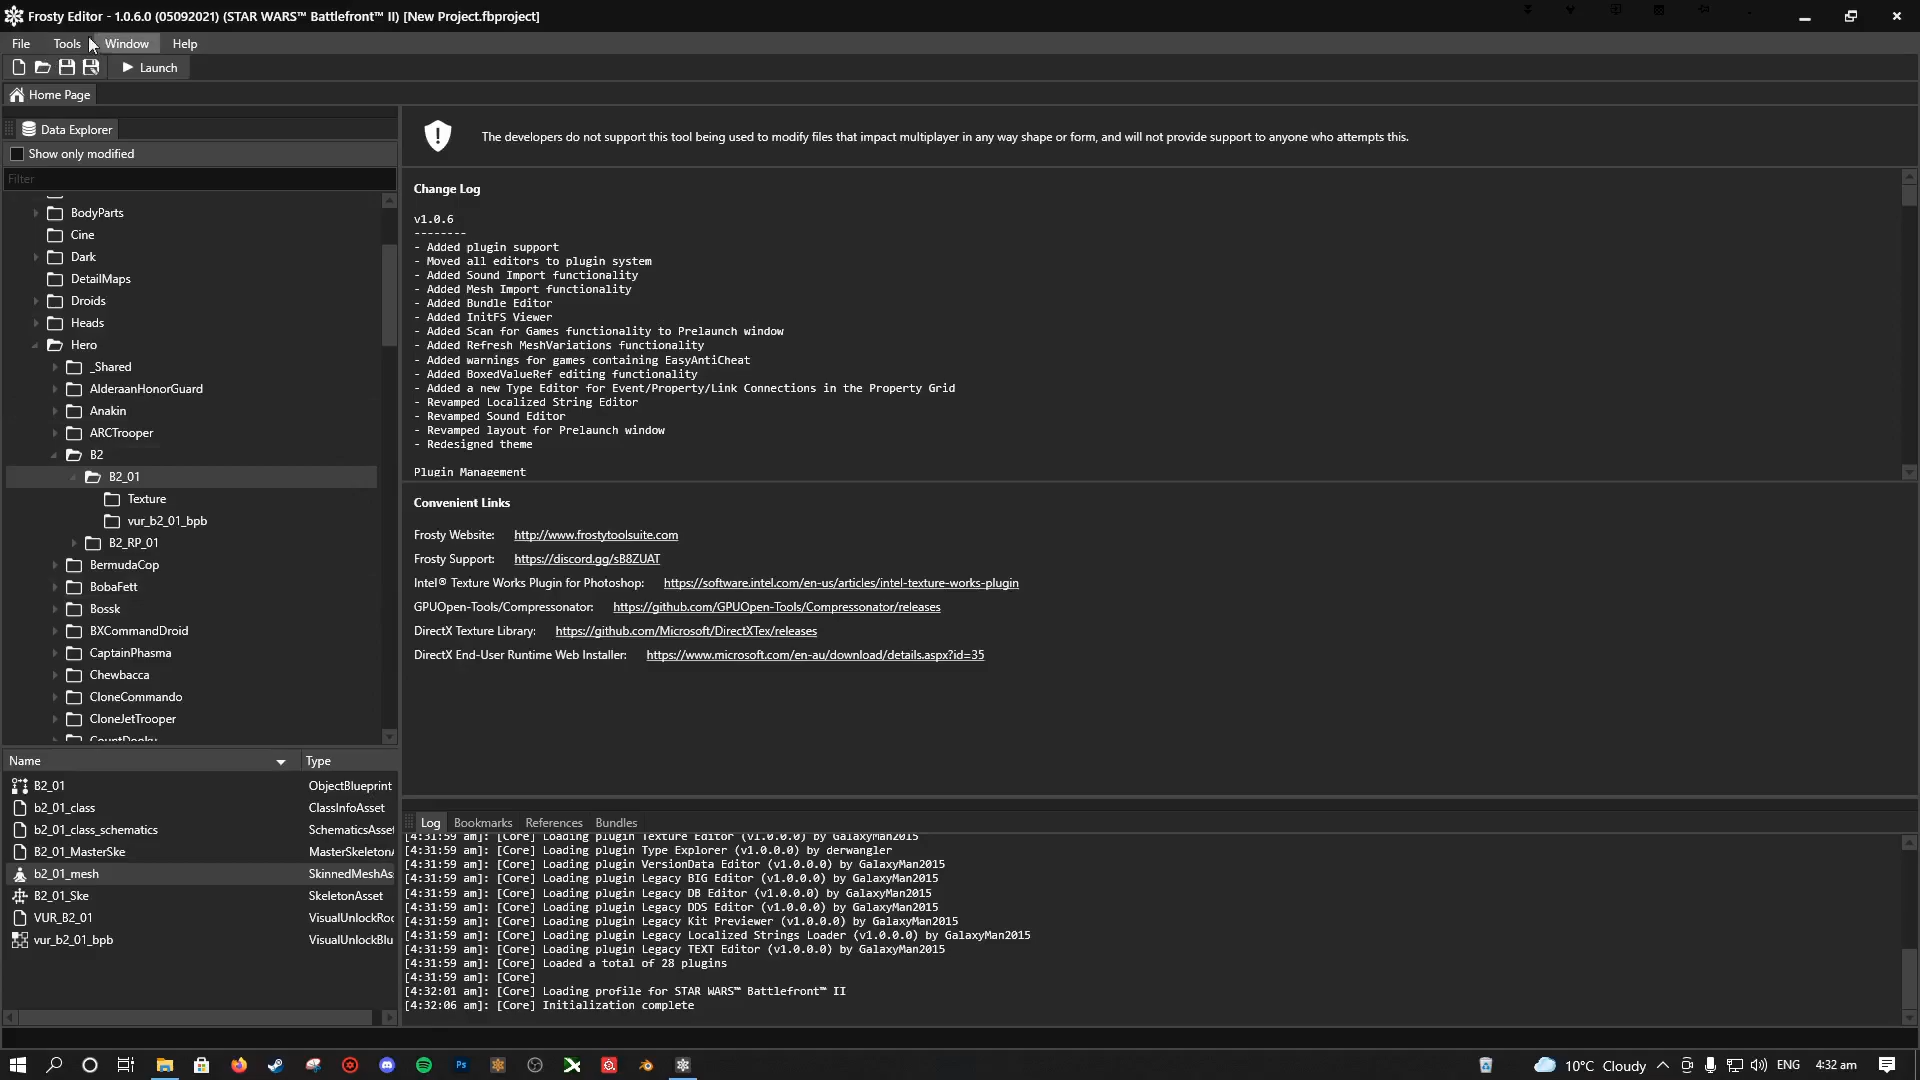 Frosty Editor - 1.0.6.0 (05092021) (STAR WARS™ Battlefront™ II) [New Project.fbproject]
File Tools Window Help
Launch
Home Page
Data Explorer
Show only modified
Filter
BodyParts
Cine
Dark
DetailMaps
Droids
Heads
Hero
_Shared
AlderaanHonorGuard
Anakin
ARCTrooper
B2
B2_01
Texture
vur_b2_01_bpb
B2_RP_01
BermudaCop
BobaFett
Bossk
BXCommandDroid
CaptainPhasma
Chewbacca
CloneCommando
CloneJetTrooper
CountDooku
Name Type
B2_01 ObjectBlueprint
b2_01_class ClassInfoAsset
b2_01_class_schematics SchematicsAsset
B2_01_MasterSke MasterSkeletonA
b2_01_mesh SkinnedMeshAs
B2_01_Ske SkeletonAsset
VUR_B2_01 VisualUnlockRoo
vur_b2_01_bpb VisualUnlockBlu
The developers do not support this tool being used to modify files that impact multiplayer in any way shape or form, and will not provide support to anyone who attempts this.
Change Log
v1.0.6
--------
- Added plugin support
- Moved all editors to plugin system
- Added Sound Import functionality
- Added Mesh Import functionality
- Added Bundle Editor
- Added InitFS Viewer
- Added Scan for Games functionality to Prelaunch window
- Added Refresh MeshVariations functionality
- Added warnings for games containing EasyAntiCheat
- Added BoxedValueRef editing functionality
- Added a new Type Editor for Event/Property/Link Connections in the Property Grid
- Revamped Localized String Editor
- Revamped Sound Editor
- Revamped layout for Prelaunch window
- Redesigned theme
Plugin Management
Convenient Links
Frosty Website: http://www.frostytoolsuite.com
Frosty Support: https://discord.gg/sB8ZUAT
Intel® Texture Works Plugin for Photoshop: https://software.intel.com/en-us/articles/intel-texture-works-plugin
GPUOpen-Tools/Compressonator: https://github.com/GPUOpen-Tools/Compressonator/releases
DirectX Texture Library: https://github.com/Microsoft/DirectXTex/releases
DirectX End-User Runtime Web Installer: https://www.microsoft.com/en-au/download/details.aspx?id=35
Log Bookmarks References Bundles
[4:31:59 am]: [Core] Loading plugin Texture Editor (v1.0.0.0) by GalaxyMan2015
[4:31:59 am]: [Core] Loading plugin Type Explorer (v1.0.0.0) by derwangler
[4:31:59 am]: [Core] Loading plugin VersionData Editor (v1.0.0.0) by GalaxyMan2015
[4:31:59 am]: [Core] Loading plugin Legacy BIG Editor (v1.0.0.0) by GalaxyMan2015
[4:31:59 am]: [Core] Loading plugin Legacy DB Editor (v1.0.0.0) by GalaxyMan2015
[4:31:59 am]: [Core] Loading plugin Legacy DDS Editor (v1.0.0.0) by GalaxyMan2015
[4:31:59 am]: [Core] Loading plugin Legacy Kit Previewer (v1.0.0.0) by GalaxyMan2015
[4:31:59 am]: [Core] Loading plugin Legacy Localized Strings Loader (v1.0.0.0) by GalaxyMan2015
[4:31:59 am]: [Core] Loading plugin Legacy TEXT Editor (v1.0.0.0) by GalaxyMan2015
[4:31:59 am]: [Core] Loaded a total of 28 plugins
[4:31:59 am]: [Core]
[4:32:01 am]: [Core] Loading profile for STAR WARS™ Battlefront™ II
[4:32:06 am]: [Core] Initialization complete
Ps
10°C Cloudy ENG 4:32 am